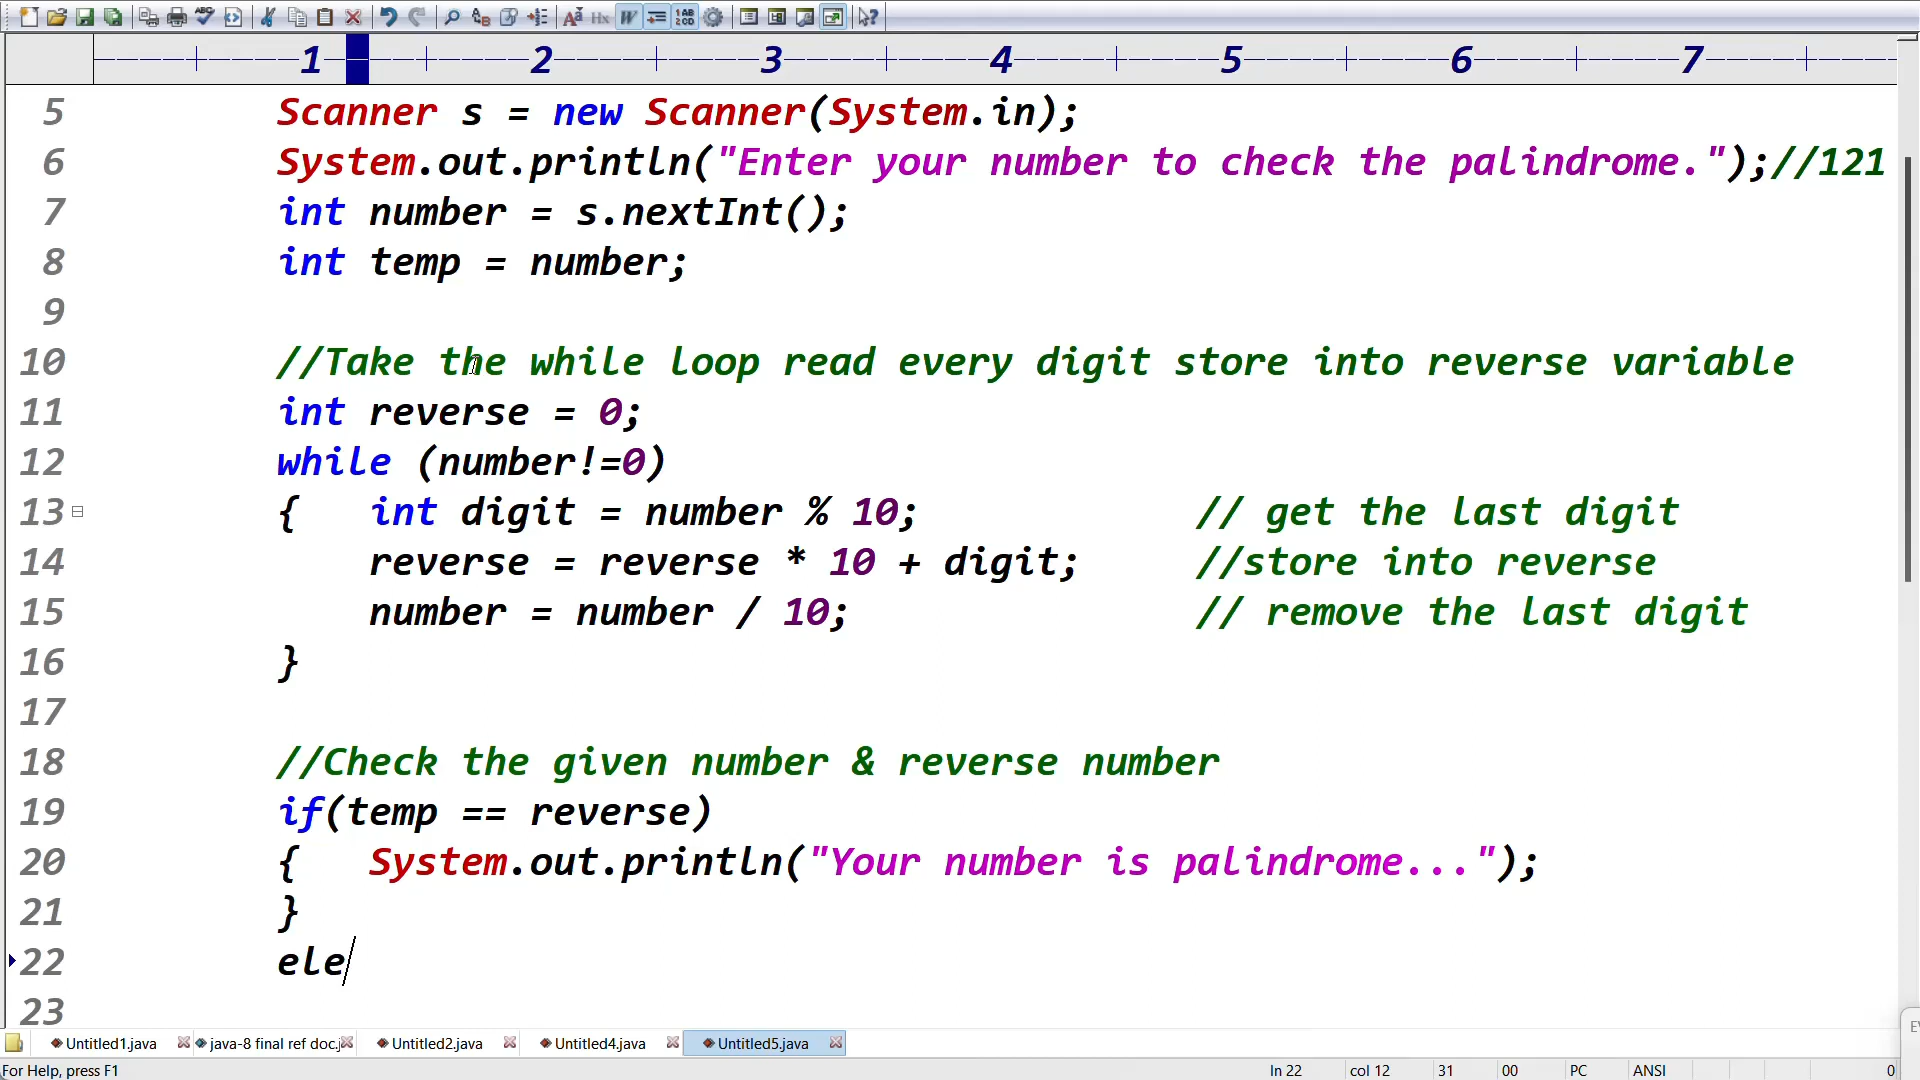 1 2 3 4 5 6 7
5 Scanner s = new Scanner(System.in);
6 System.out.println("Enter your number to check the palindrome.");//121
7 int number = s.nextInt();
8 int temp = number;
9
10 //Take the while loop read every digit store into reverse variable
11 int reverse = 0;
12 while (number!=0)
13 { int digit = number % 10; // get the last digit
14 reverse = reverse * 10 + digit; //store into reverse
15 number = number / 10; // remove the last digit
16 }
17
18 //Check the given number & reverse number
19 if(temp == reverse)
20 { System.out.println("Your number is palindrome...");
21 }
22 ele
23
Untitled1.java java-8 final ref doc.j Untitled2.java Untitled4.java Untitled5.java
For Help, press F1 ln 22 col 12 31 00 PC ANSI 0